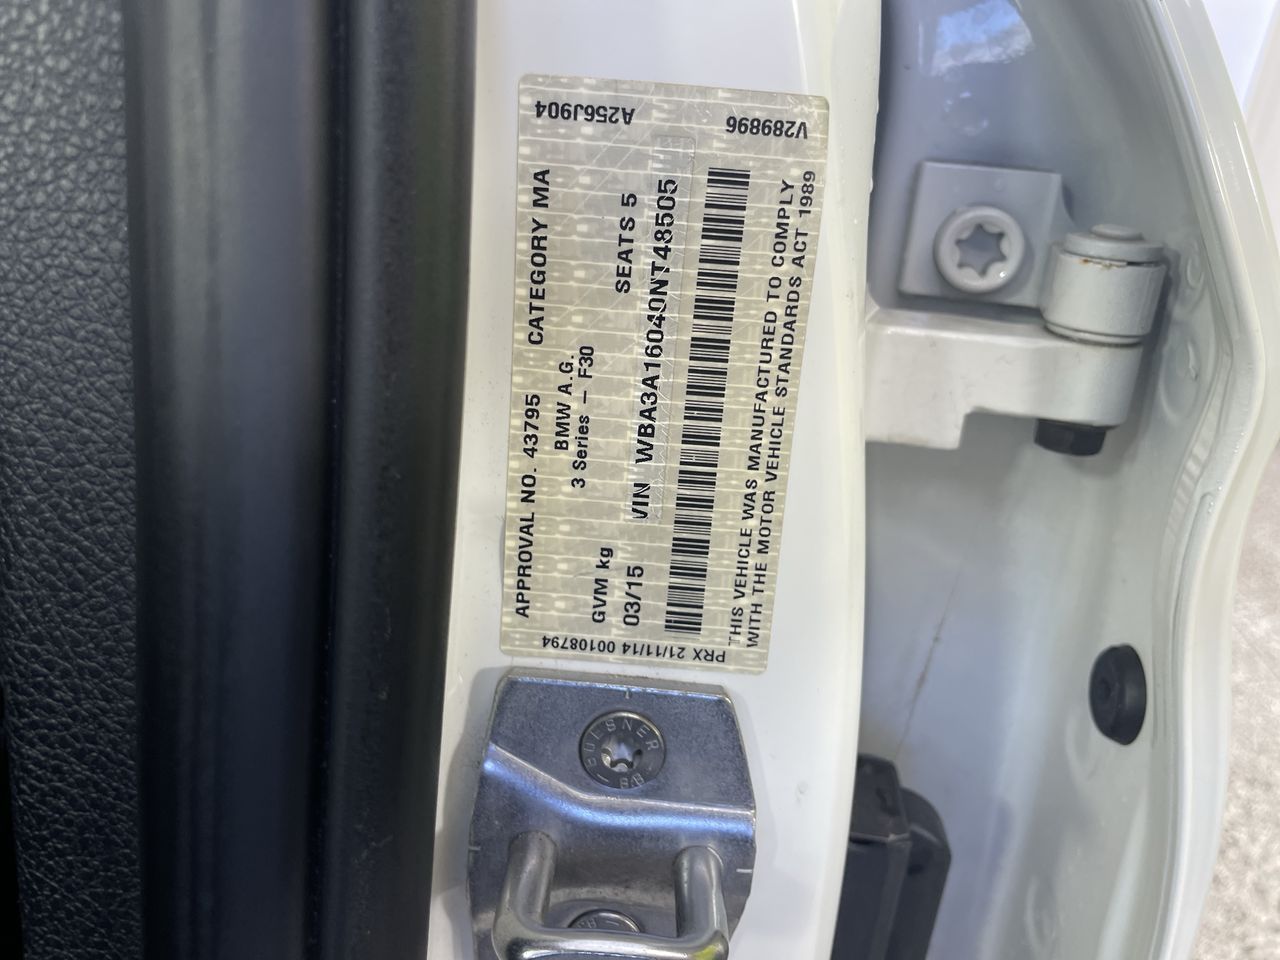 A256J904
V289896
APPROVAL NO. 43795 CATEGORY MA
BMW A.G.
3 Series – F30
GVM kg SEATS 5
03/15 VIN WBA3A16040NT48505
THIS VEHICLE WAS MANUFACTURED TO COMPLY
WITH THE MOTOR VEHICLE STANDARDS ACT 1989
PRX 21/11/14 00108794